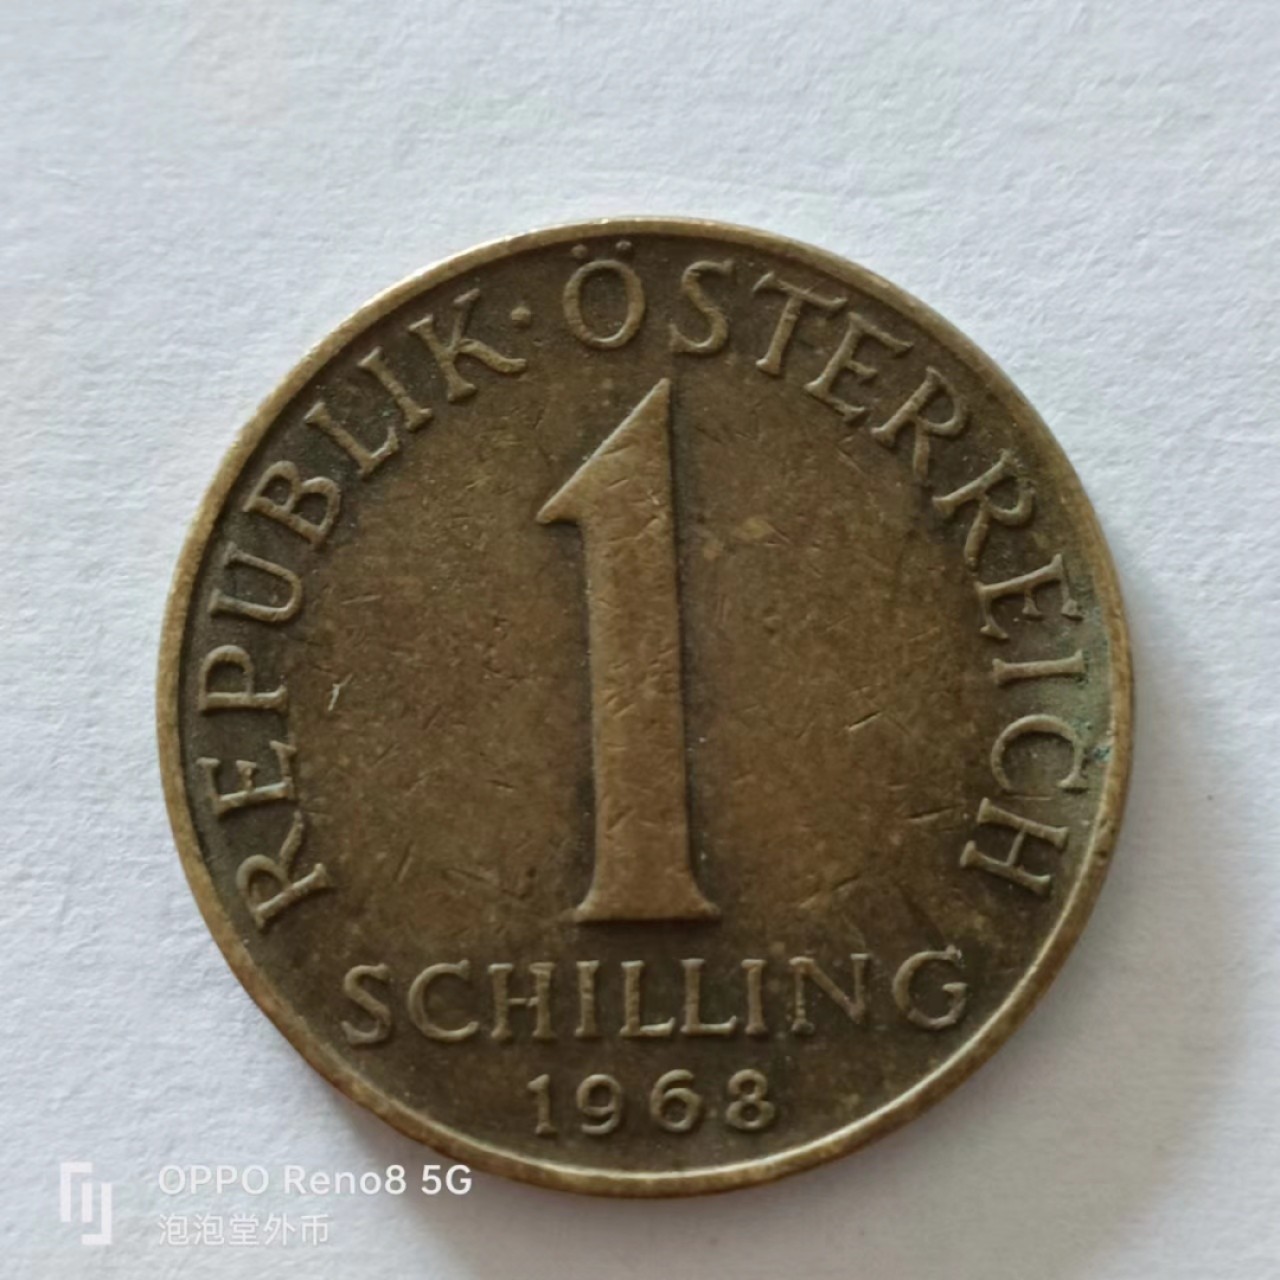 REPUBLIK · ÖSTERREICH
1
SCHILLING
1968
OPPO Reno8 5G
泡泡堂外币